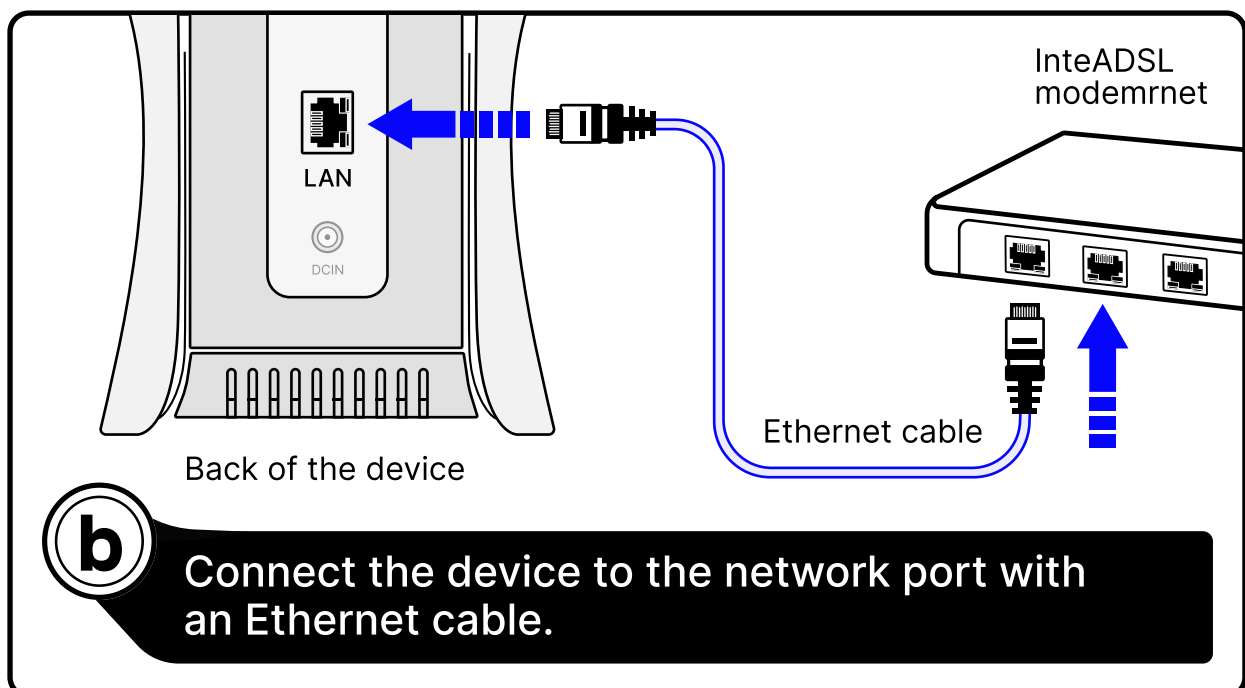 InteADSL
modemrnet
LAN
DCIN
Ethernet cable
Back of the device
b
Connect the device to the network port with
an Ethernet cable.